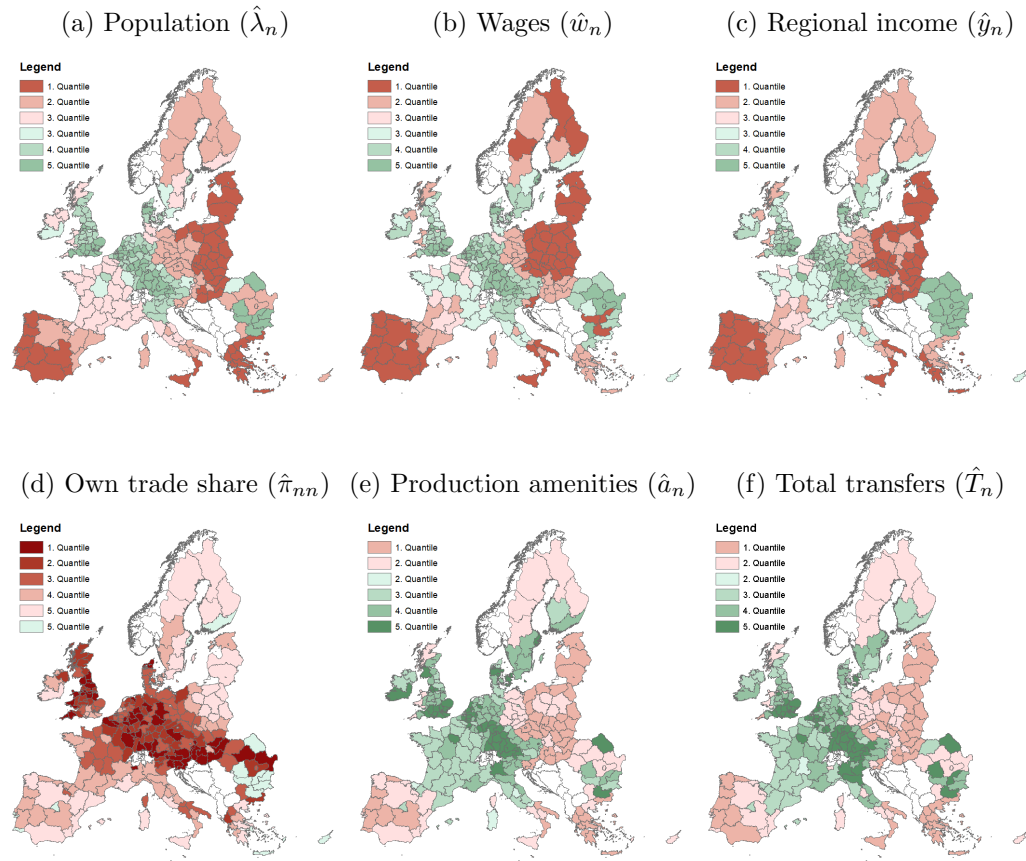 (a) Population (λ̂ₙ)
(b) Wages (ŵₙ)
(c) Regional income (ŷₙ)
Legend
1. Quantile
2. Quantile
3. Quantile
3. Quantile
4. Quantile
5. Quantile
Legend
1. Quantile
2. Quantile
3. Quantile
3. Quantile
4. Quantile
5. Quantile
Legend
1. Quantile
2. Quantile
3. Quantile
3. Quantile
4. Quantile
5. Quantile
(d) Own trade share (π̂ₙₙ)
(e) Production amenities (âₙ)
(f) Total transfers (T̂ₙ)
Legend
1. Quantile
2. Quantile
3. Quantile
4. Quantile
5. Quantile
5. Quantile
Legend
1. Quantile
2. Quantile
2. Quantile
3. Quantile
4. Quantile
5. Quantile
Legend
1. Quantile
2. Quantile
2. Quantile
3. Quantile
4. Quantile
5. Quantile